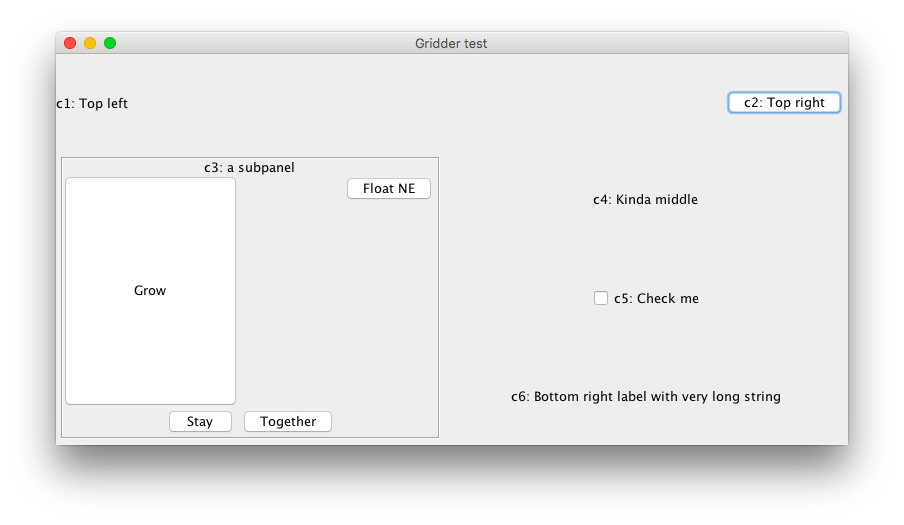 Gridder test
c1: Top left
c2: Top right
c3: a subpanel
Float NE
Grow
Stay
Together
c4: Kinda middle
c5: Check me
c6: Bottom right label with very long string